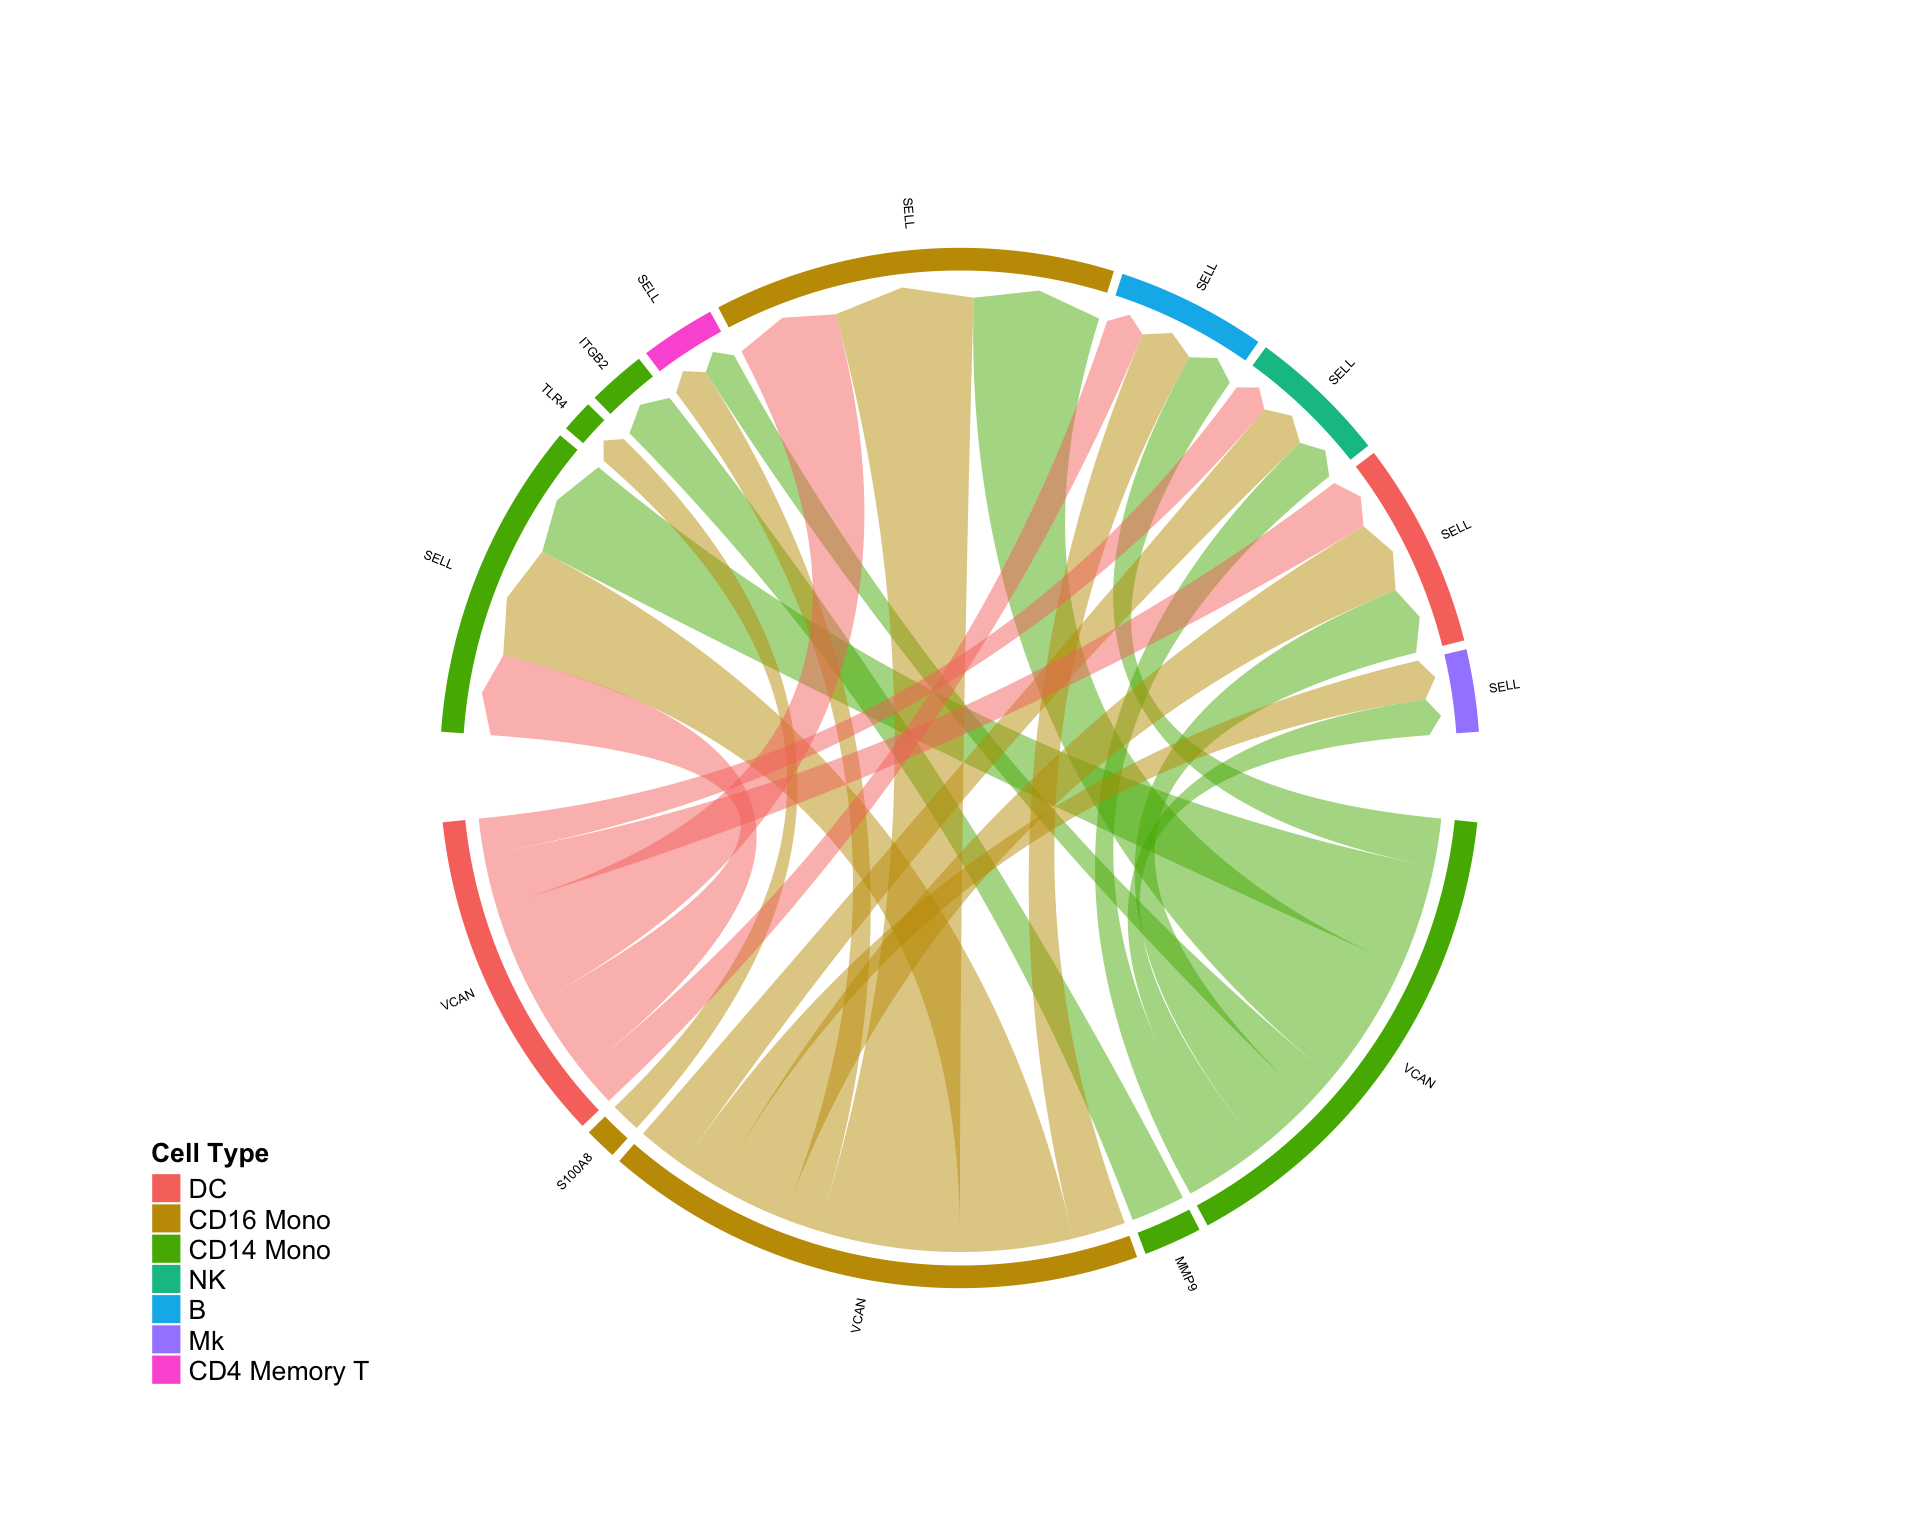 SELL
SELL
SELL
ITGB2
SELL
TLR4
SELL
SELL
SELL
VCAN
VCAN
S100A8
MMP9
VCAN
Cell Type
DC
CD16 Mono
CD14 Mono
NK
B
Mk
CD4 Memory T